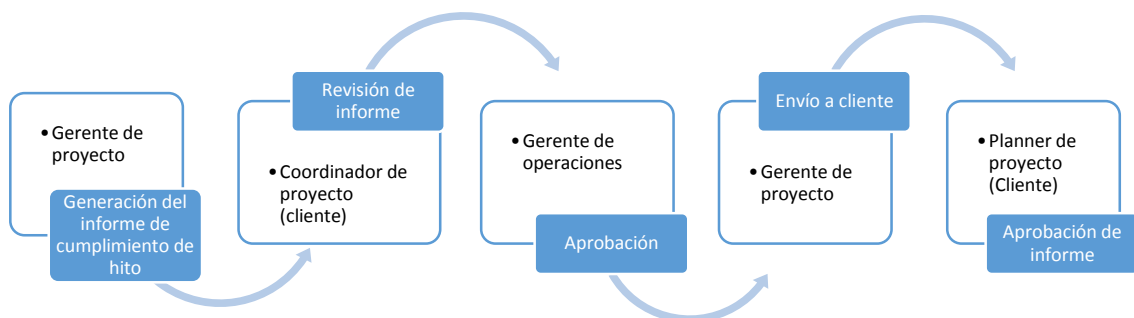 • Gerente de
proyecto
Generación del
informe de
cumplimiento de
hito
Revisión de
informe
• Coordinador de
proyecto
(cliente)
• Gerente de
operaciones
Aprobación
Envío a cliente
• Gerente de
proyecto
• Planner de
proyecto
(Cliente)
Aprobación de
informe